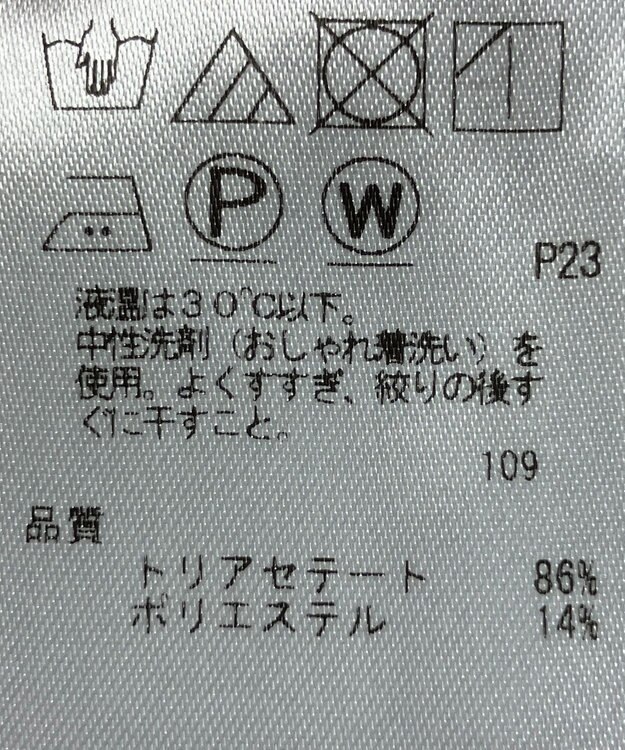 P W
P23
液温は30℃以下。
中性洗剤（おしゃれ着洗い）を
使用。よくすすぎ、絞りの後す
ぐに干すこと。
109
品質
トリアセテート 86%
ポリエステル 14%